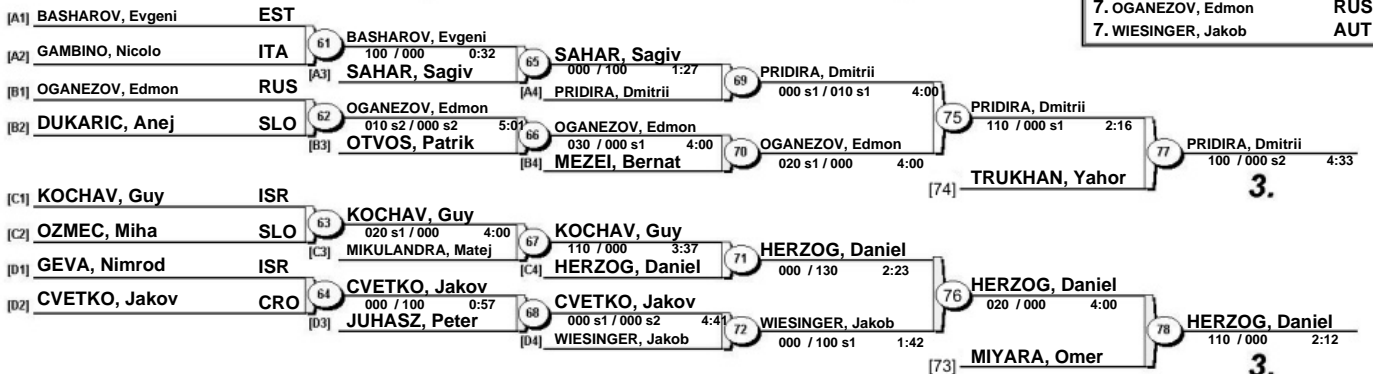 7. OGANEZOV, Edmon RUS
7. WIESINGER, Jakob AUT
[A1] BASHAROV, Evgeni EST
[A2] GAMBINO, Nicolo ITA
61 BASHAROV, Evgeni
100 / 000 0:32
[A3] SAHAR, Sagiv
65 SAHAR, Sagiv
000 / 100 1:27
[A4] PRIDIRA, Dmitrii
69 PRIDIRA, Dmitrii
000 s1 / 010 s1 4:00
[B1] OGANEZOV, Edmon RUS
[B2] DUKARIC, Anej SLO
62 OGANEZOV, Edmon
010 s2 / 000 s2 5:01
[B3] OTVOS, Patrik
66 OGANEZOV, Edmon
030 / 000 s1 4:00
[B4] MEZEI, Bernat
70 OGANEZOV, Edmon
020 s1 / 000 4:00
75 PRIDIRA, Dmitrii
110 / 000 s1 2:16
[74] TRUKHAN, Yahor
77 PRIDIRA, Dmitrii
100 / 000 s2 4:33
3.
[C1] KOCHAV, Guy ISR
[C2] OZMEC, Miha SLO
63 KOCHAV, Guy
020 s1 / 000 4:00
[C3] MIKULANDRA, Matej
67 KOCHAV, Guy
110 / 000 3:37
[C4] HERZOG, Daniel
71 HERZOG, Daniel
000 / 130 2:23
[D1] GEVA, Nimrod ISR
[D2] CVETKO, Jakov CRO
64 CVETKO, Jakov
000 / 100 0:57
[D3] JUHASZ, Peter
68 CVETKO, Jakov
000 s1 / 000 s2 4:41
[D4] WIESINGER, Jakob
72 WIESINGER, Jakob
000 / 100 s1 1:42
76 HERZOG, Daniel
020 / 000 4:00
[73] MIYARA, Omer
78 HERZOG, Daniel
110 / 000 2:12
3.